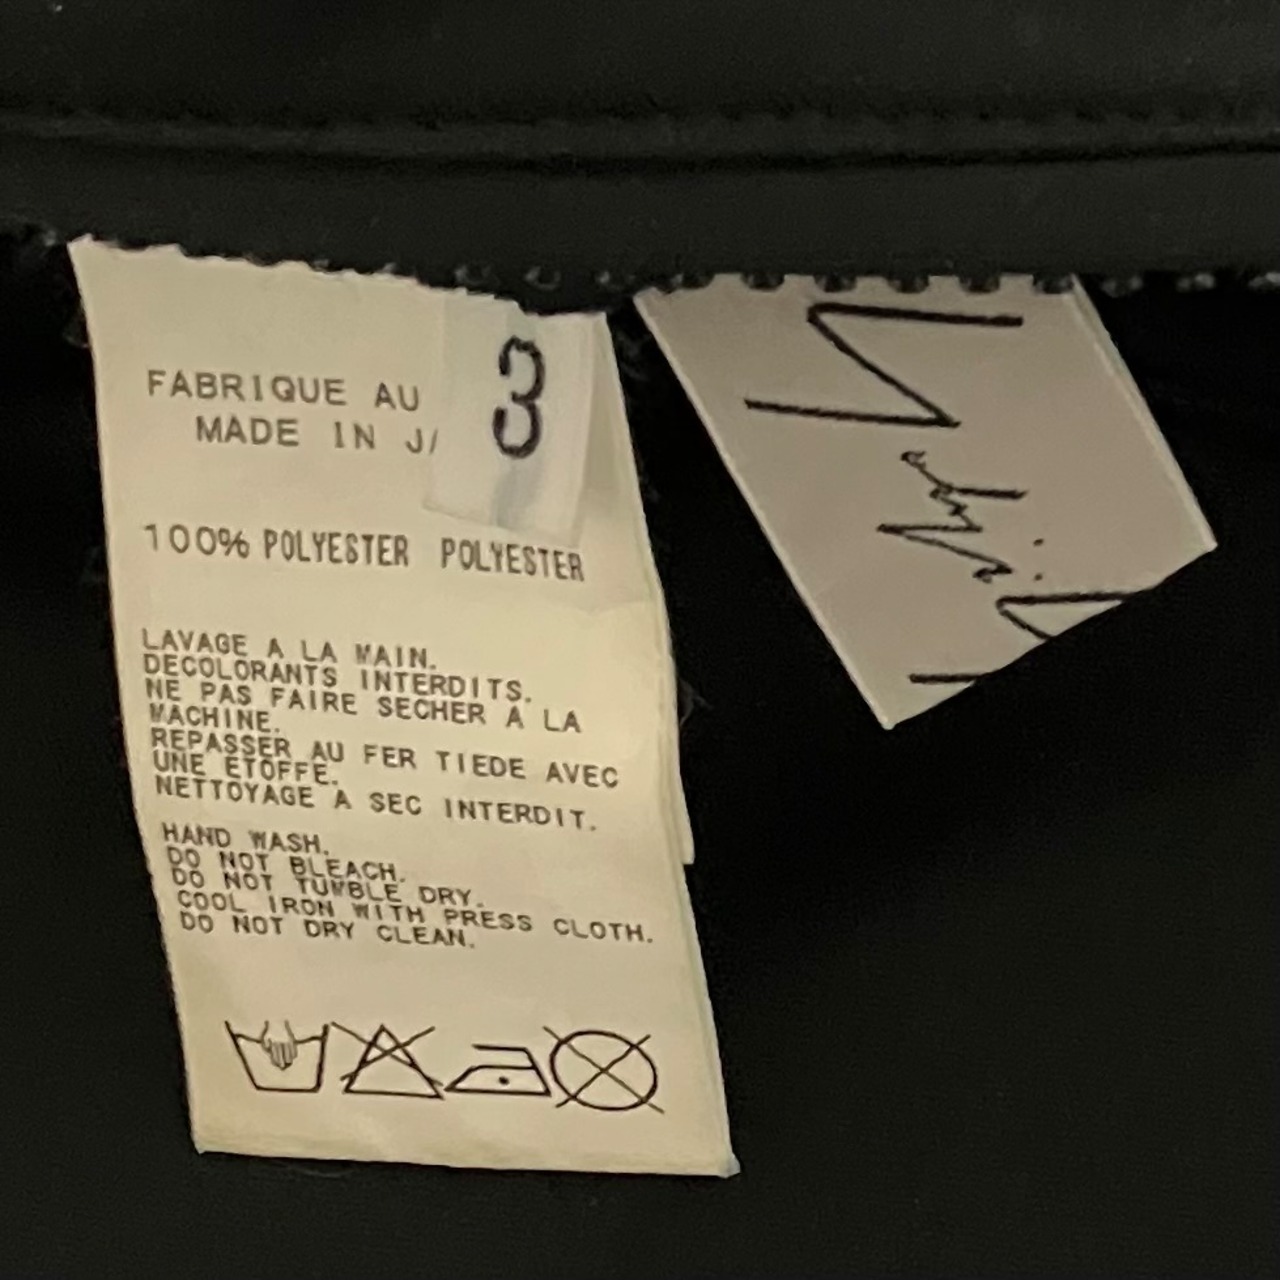 FABRIQUE AU
MADE IN J
3
100% POLYESTER POLYESTER
LAVAGE A LA MAIN.
DECOLORANTS INTERDITS.
NE PAS FAIRE SECHER A LA
MACHINE.
REPASSER AU FER TIEDE AVEC
UNE ETOFFE.
NETTOYAGE A SEC INTERDIT.
HAND WASH.
DO NOT BLEACH.
DO NOT TUMBLE DRY.
COOL IRON WITH PRESS CLOTH.
DO NOT DRY CLEAN.